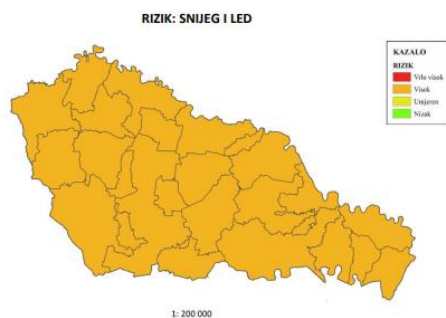 RIZIK: SNIJEG I LED
KAZALO
RIZIK
Vrlo visok
Visok
Umjeren
Nizak
1: 200 000